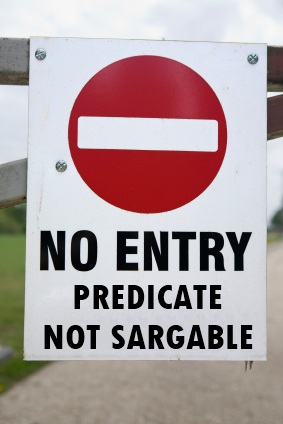 NO ENTRY
PREDICATE
NOT SARGABLE